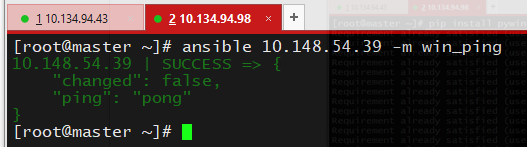 1 10.134.94.43
2 10.134.94.98
[root@master ~]# ansible 10.148.54.39 -m win_ping
10.148.54.39 | SUCCESS => {
    "changed": false,
    "ping": "pong"
}
[root@master ~]#